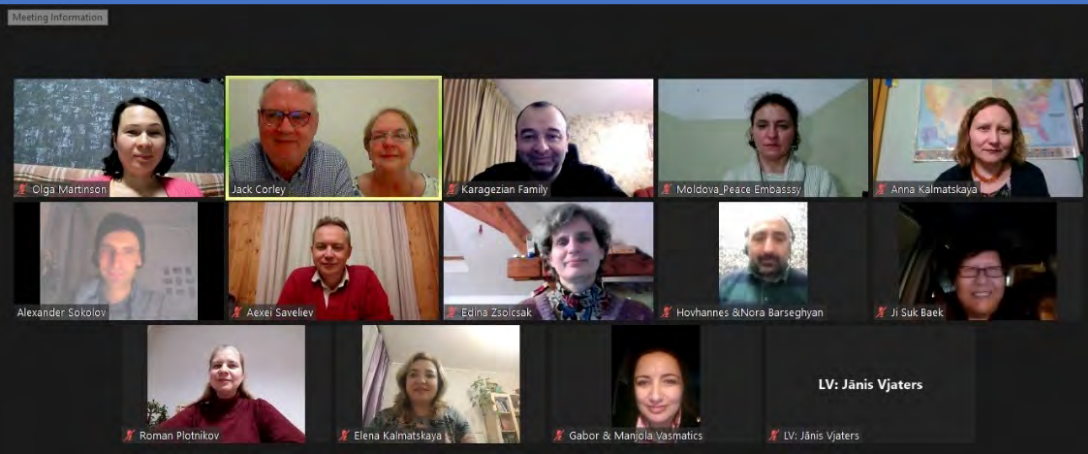 Meeting Information
Olga Martinson
Jack Corley
Karagezian Family
Moldova_Peace Embasssy
Anna Kalmatskaya
Alexander Sokolov
Aexei Saveliev
Edina Zsolcsak
Hovhannes &Nora Barseghyan
Ji Suk Baek
Roman Plotnikov
Elena Kalmatskaya
Gabor & Manjola Vasmatics
LV: Jānis Vjaters
LV: Jānis Vjaters